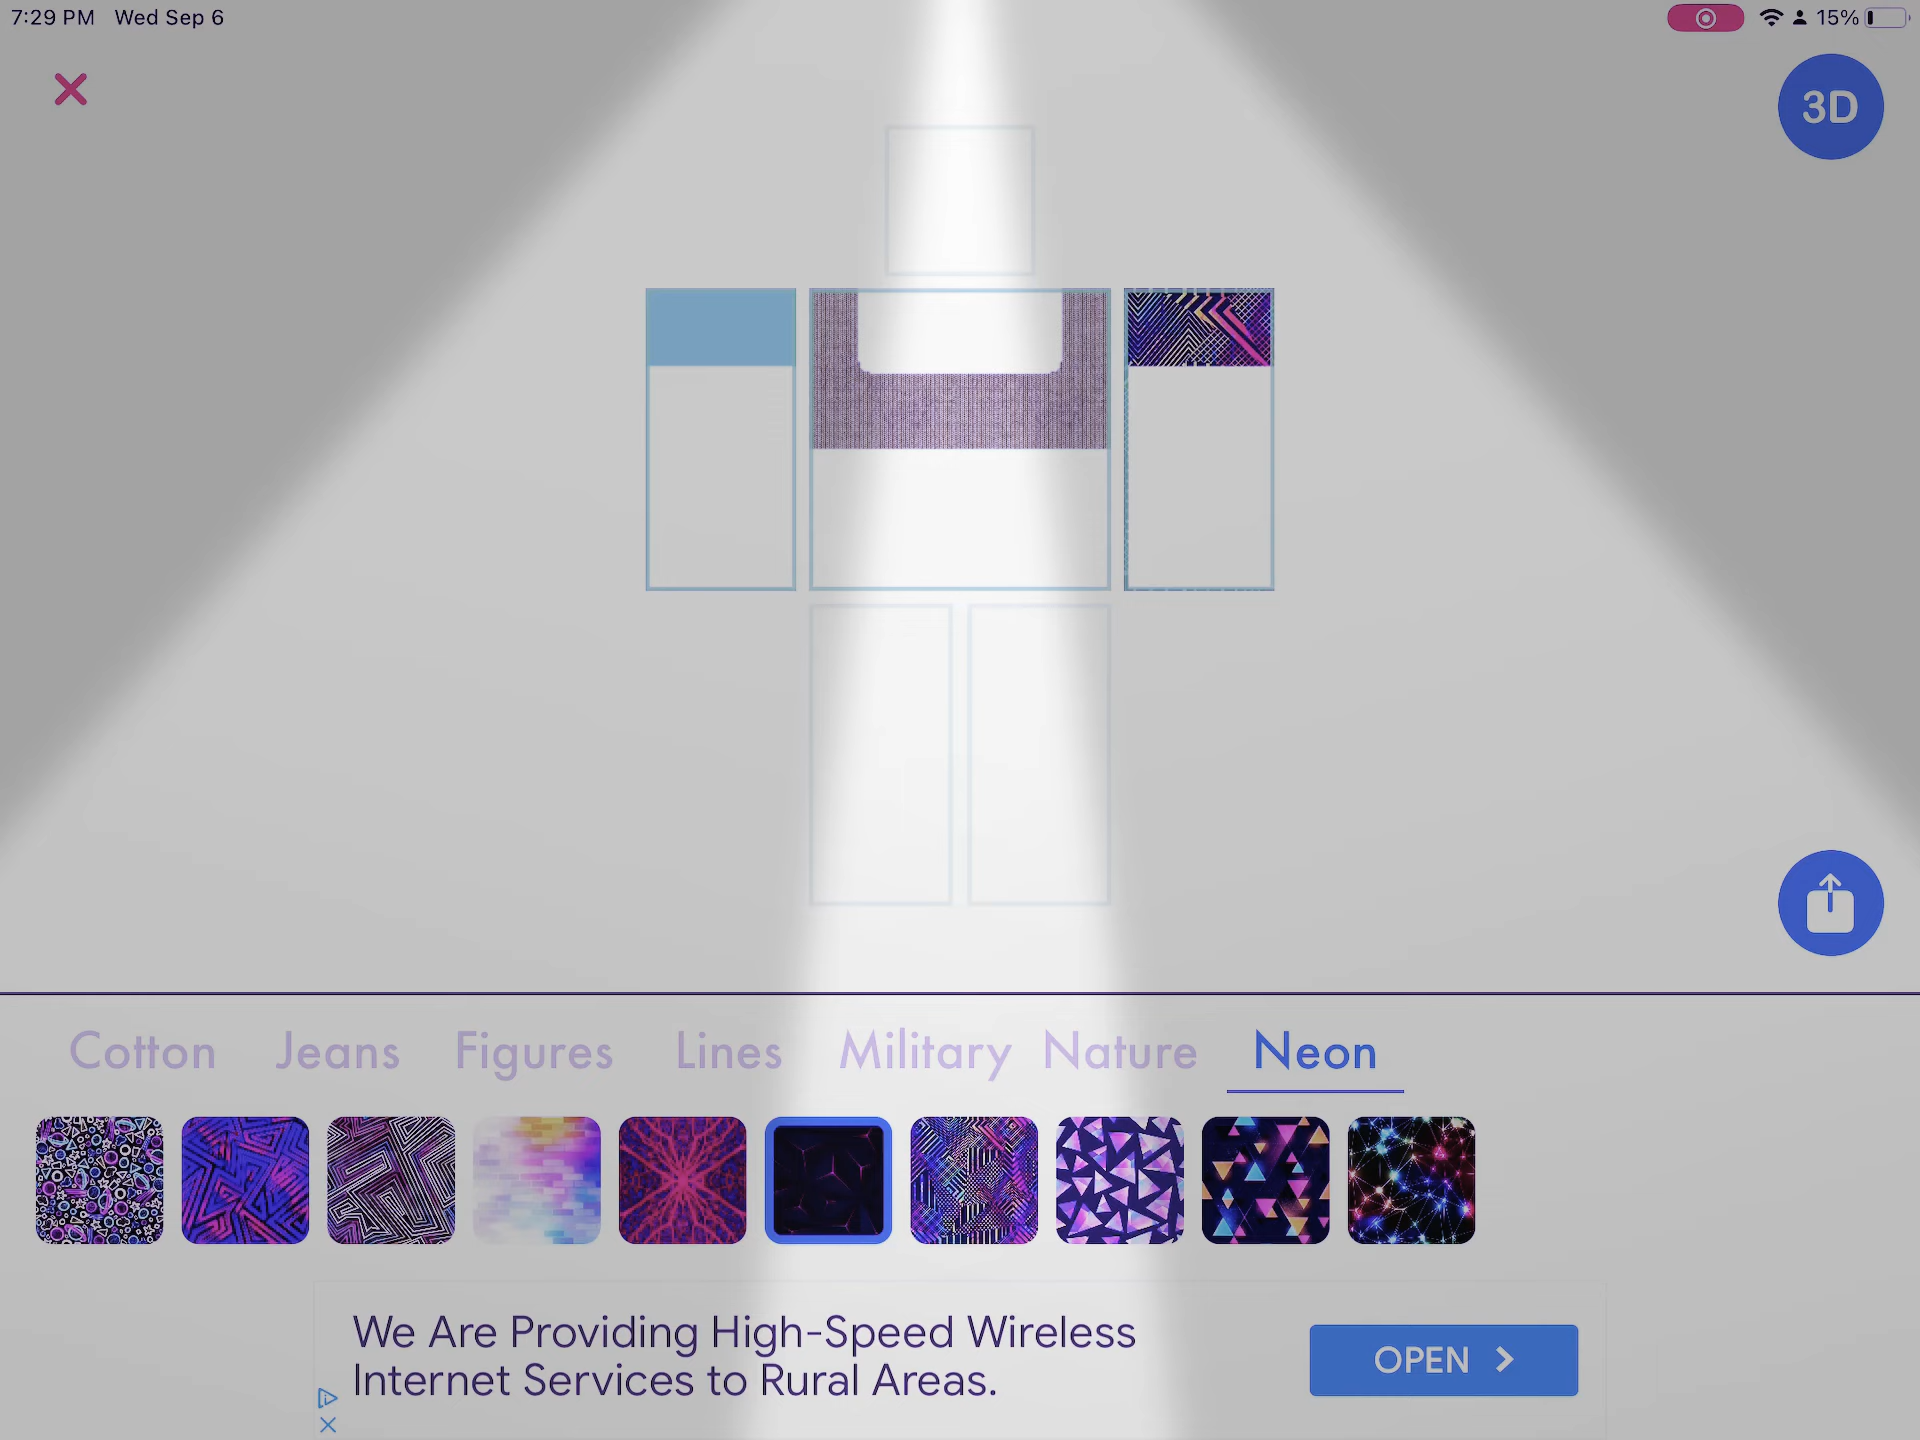 7:29 PM Wed Sep 6
15%
3D
Cotton Jeans Figures Lines Military Nature Neon
We Are Providing High-Speed Wireless
Internet Services to Rural Areas.
OPEN